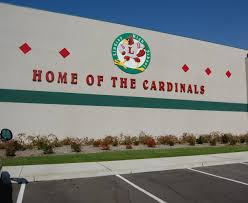 L
HOME OF THE CARDINALS